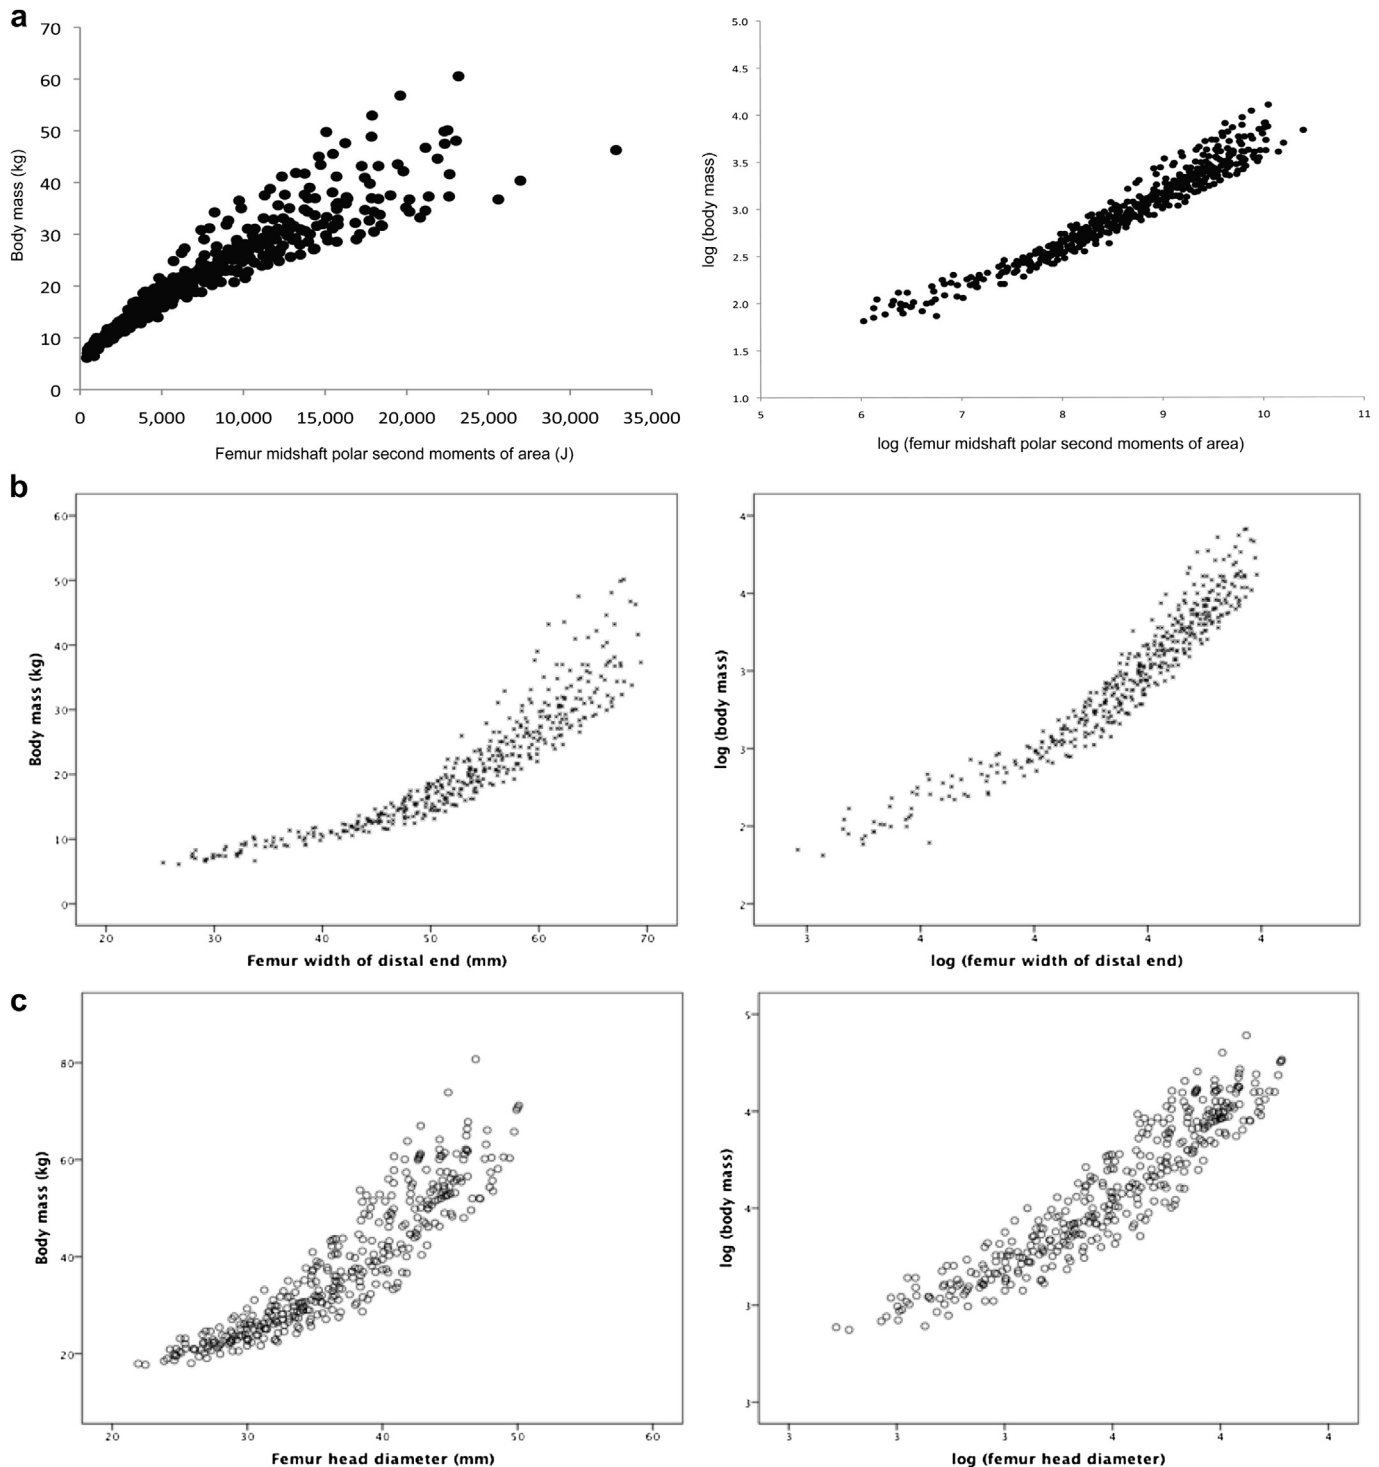 a
70
60
50
40
30
20
10
0
Body mass (kg)
0 5,000 10,000 15,000 20,000 25,000 30,000 35,000
Femur midshaft polar second moments of area (J)
5.0
4.5
4.0
3.5
3.0
2.5
2.0
1.5
1.0
log (body mass)
5 6 7 8 9 10 11
log (femur midshaft polar second moments of area)
b
60
50
40
30
20
10
0
Body mass (kg)
20 30 40 50 60 70
Femur width of distal end (mm)
4
4
3
3
2
2
log (body mass)
3 4 4 4 4
log (femur width of distal end)
c
80
60
40
20
Body mass (kg)
20 30 40 50 60
Femur head diameter (mm)
5
4
4
3
3
log (body mass)
3 3 3 4 4 4
log (femur head diameter)